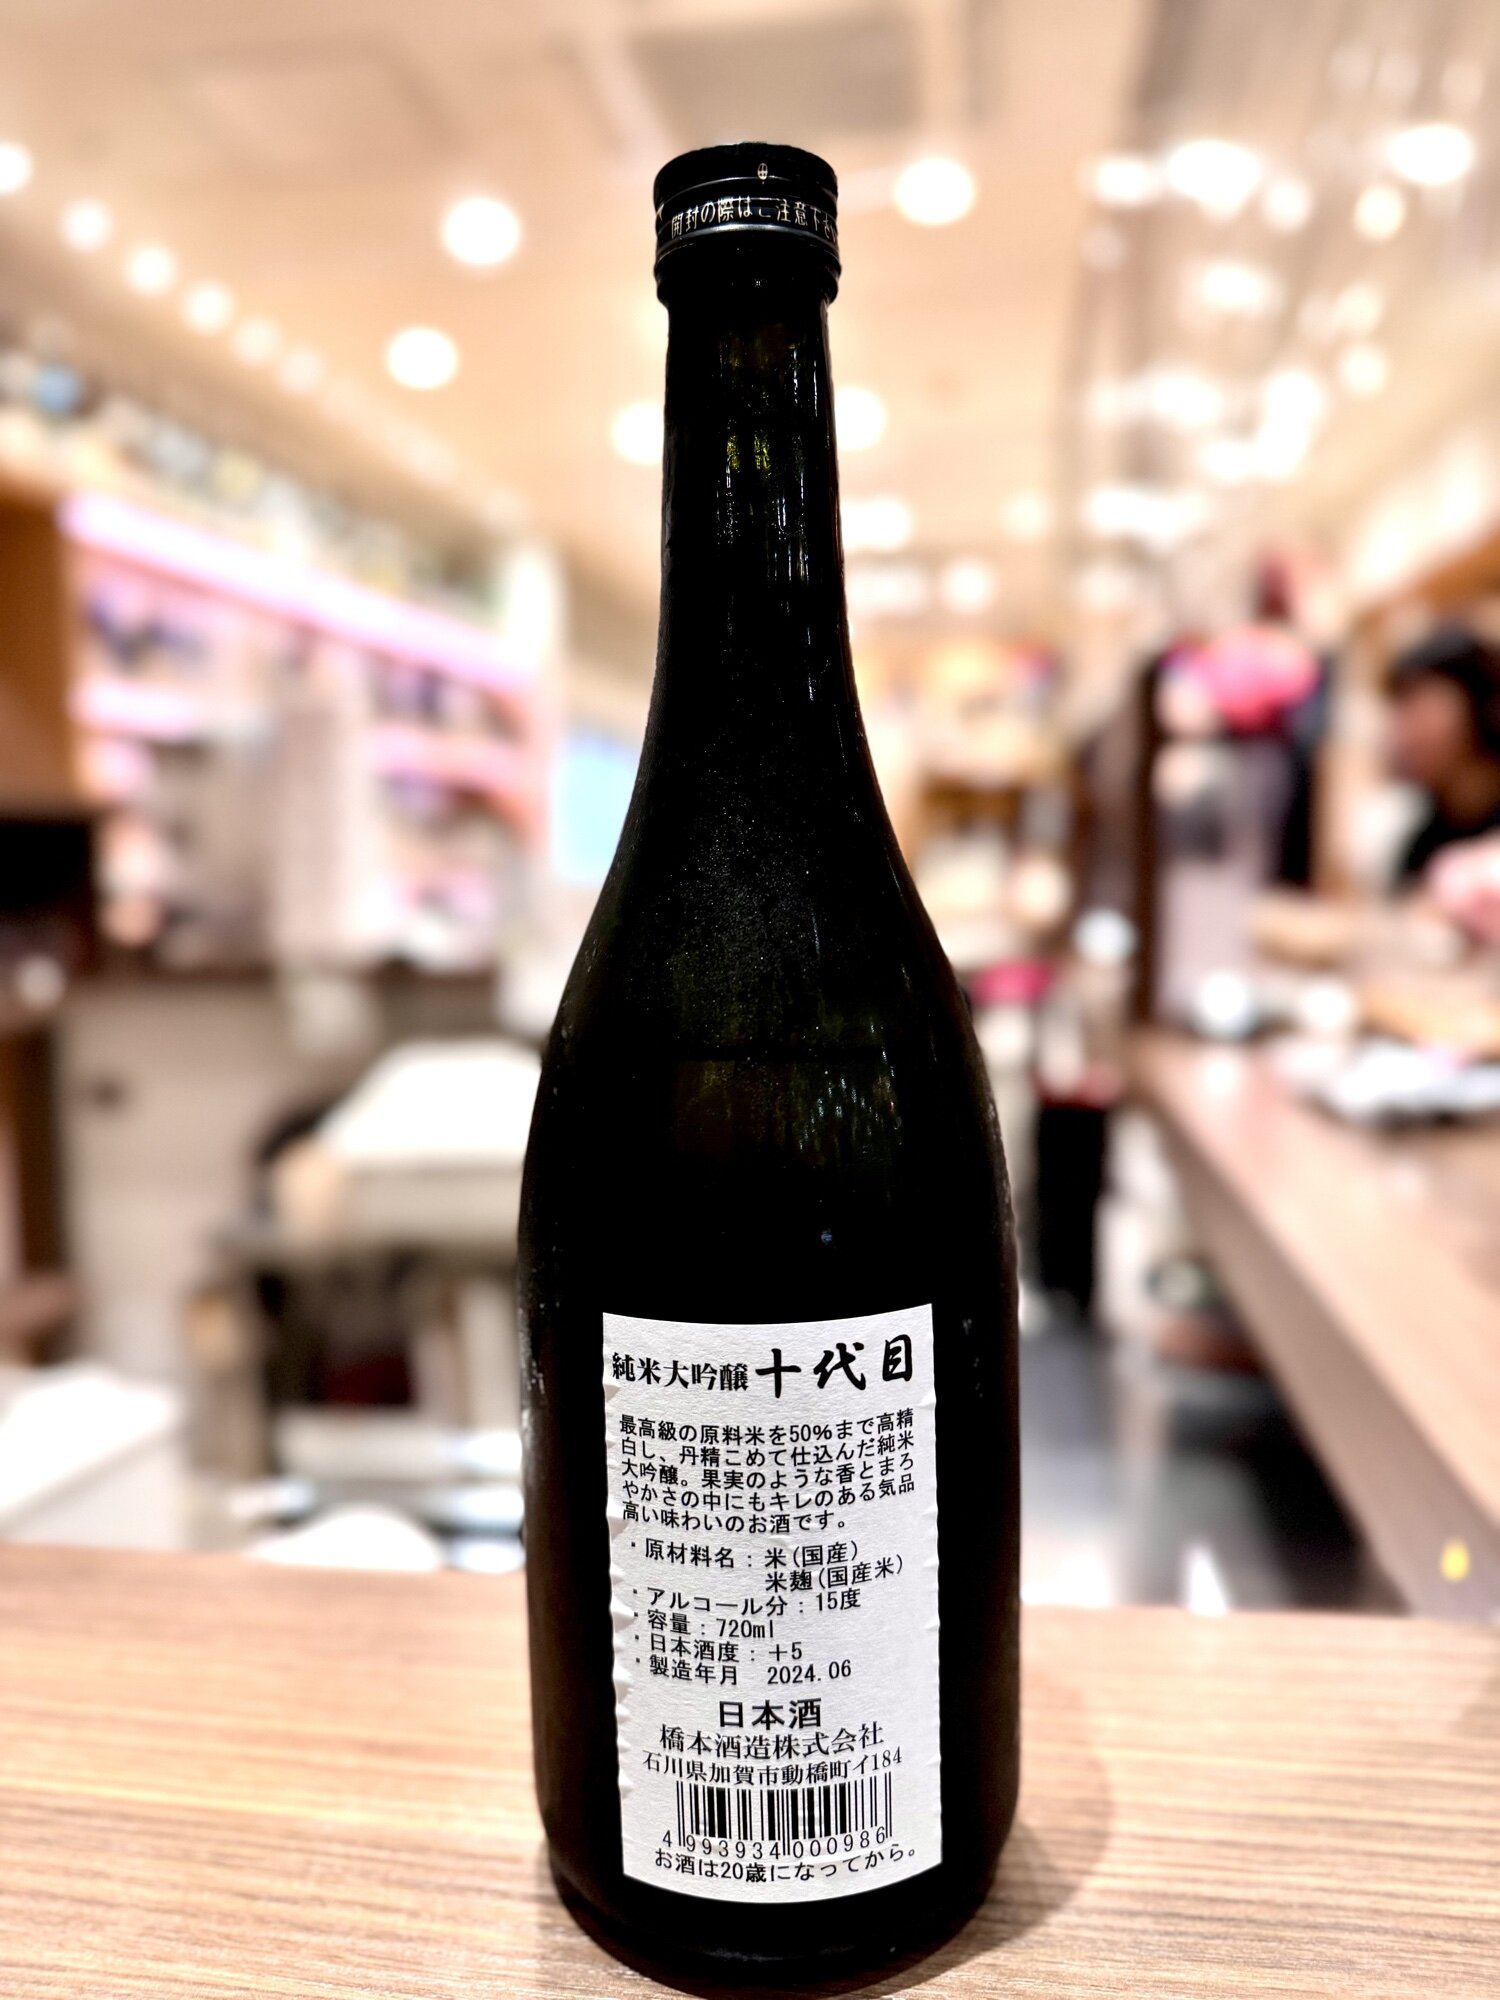 開封の際はご注意下さ
純米大吟醸 十代目
最高級の原料米を50%まで高精
白し、丹精こめて仕込んだ純米
大吟醸。果実のような香とまろ
やかさの中にもキレのある気品
高い味わいのお酒です。
・原材料名：米(国産)
米麹(国産米)
・アルコール分：15度
・容量：720ml
・日本酒度：＋5
・製造年月 2024.06
日本酒
橋本酒造株式会社
石川県加賀市動橋町イ184
4 993934 000986
お酒は20歳になってから。